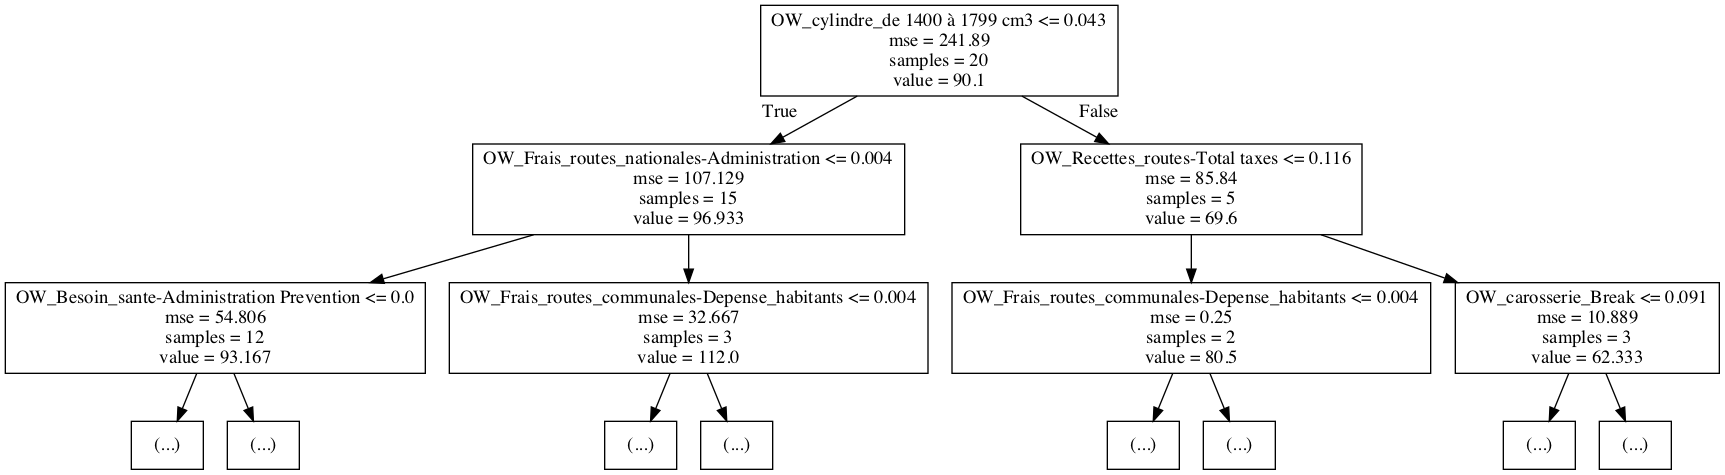 OW_cylindre_de 1400 à 1799 cm3 <= 0.043
mse = 241.89
samples = 20
value = 90.1
True
False
OW_Frais_routes_nationales-Administration <= 0.004
mse = 107.129
samples = 15
value = 96.933
OW_Recettes_routes-Total taxes <= 0.116
mse = 85.84
samples = 5
value = 69.6
OW_Besoin_sante-Administration Prevention <= 0.0
mse = 54.806
samples = 12
value = 93.167
OW_Frais_routes_communales-Depense_habitants <= 0.004
mse = 32.667
samples = 3
value = 112.0
OW_Frais_routes_communales-Depense_habitants <= 0.004
mse = 0.25
samples = 2
value = 80.5
OW_carosserie_Break <= 0.091
mse = 10.889
samples = 3
value = 62.333
(...)
(...)
(...)
(...)
(...)
(...)
(...)
(...)